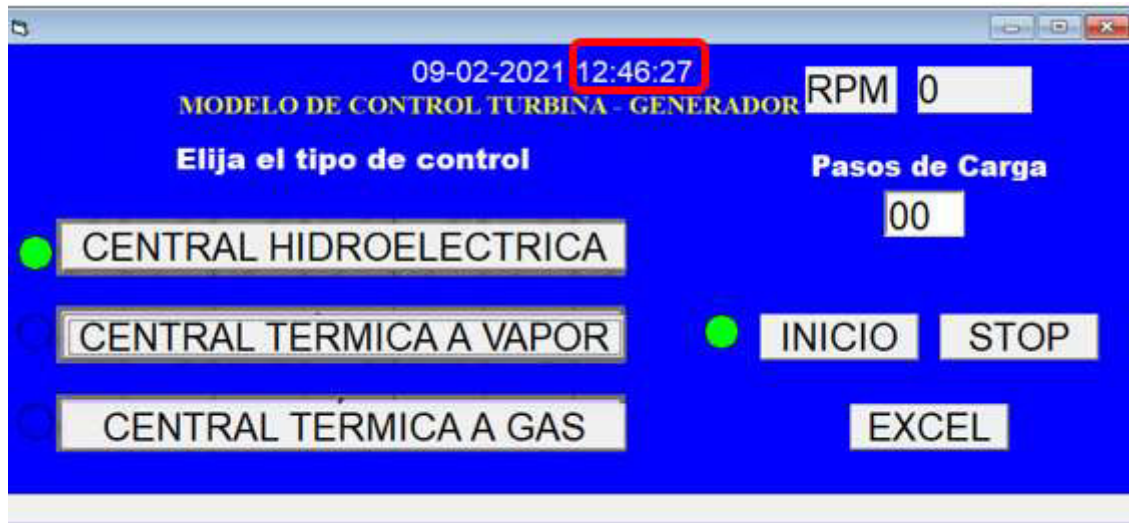 09-02-2021 12:46:27
MODELO DE CONTROL TURBINA - GENERADOR
RPM 0
Elija el tipo de control
Pasos de Carga
00
CENTRAL HIDROELECTRICA
CENTRAL TERMICA A VAPOR
INICIO STOP
CENTRAL TERMICA A GAS
EXCEL